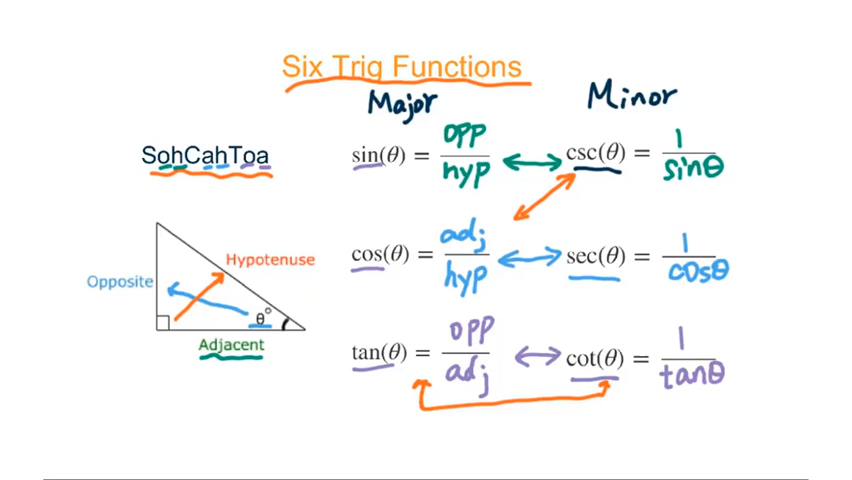 Six Trig Functions
Major
Minor
SohCahToa
sin(θ) = opp/hyp
csc(θ) = 1/sinθ
cos(θ) = adj/hyp
sec(θ) = 1/cosθ
tan(θ) = opp/adj
cot(θ) = 1/tanθ
Hypotenuse
Opposite
θ°
Adjacent